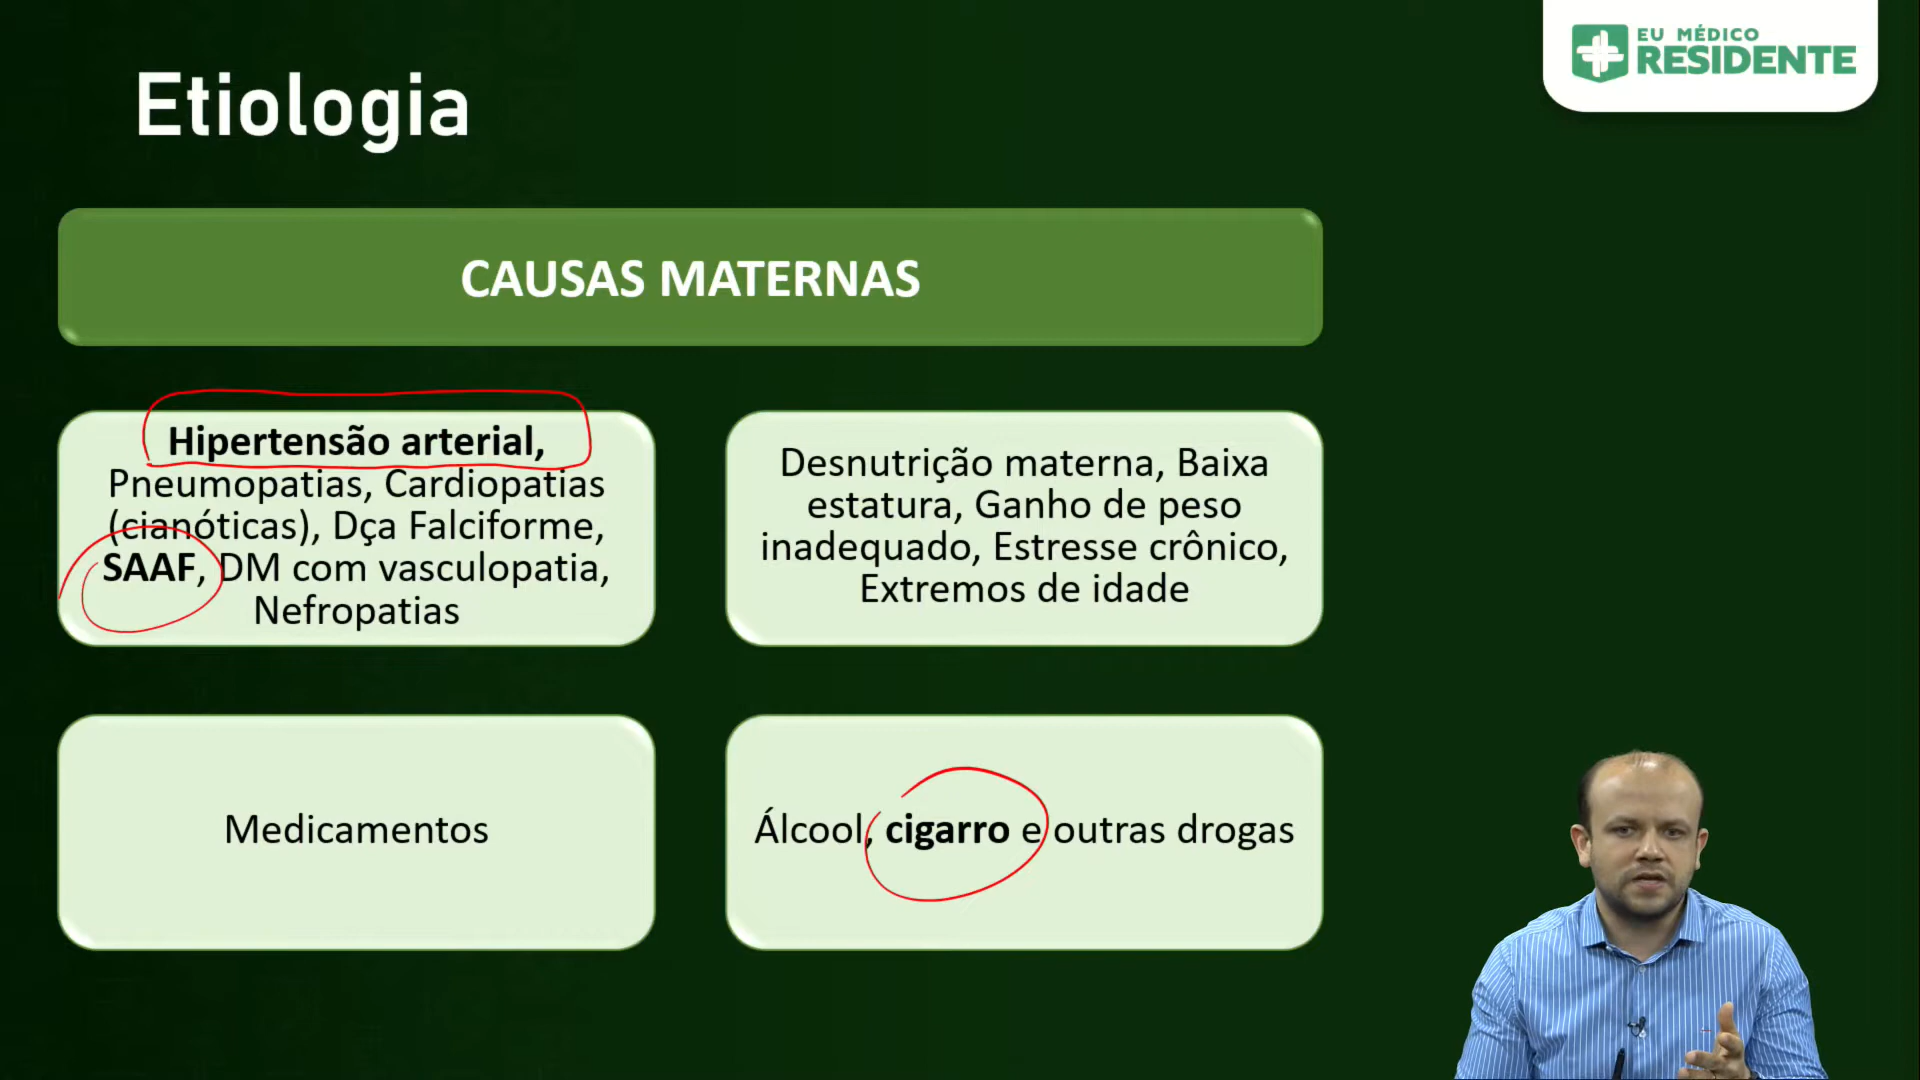 EU MÉDICO
RESIDENTE
Etiologia
CAUSAS MATERNAS
Hipertensão arterial,
Pneumopatias, Cardiopatias
(cianóticas), Dça Falciforme,
SAAF, DM com vasculopatia,
Nefropatias
Desnutrição materna, Baixa
estatura, Ganho de peso
inadequado, Estresse crônico,
Extremos de idade
Medicamentos
Álcool, cigarro e outras drogas